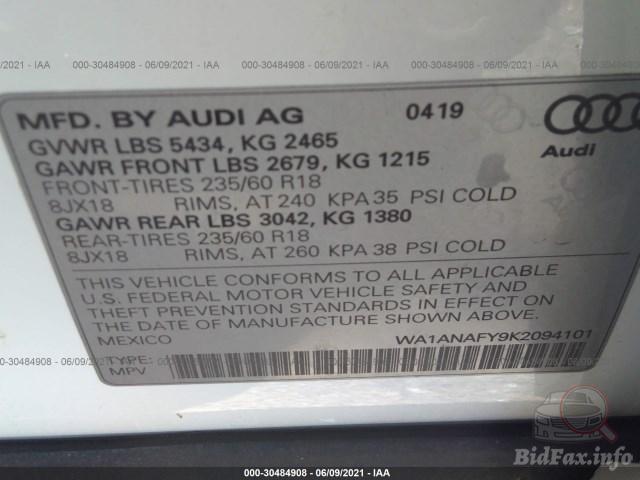 000-30484908 - 06/09/2021 - IAA
MFD. BY AUDI AG 0419
GVWR LBS 5434, KG 2465
GAWR FRONT LBS 2679, KG 1215
Audi
FRONT-TIRES 235/60 R18
8JX18 RIMS, AT 240 KPA 35 PSI COLD
GAWR REAR LBS 3042, KG 1380
REAR-TIRES 235/60 R18
8JX18 RIMS, AT 260 KPA 38 PSI COLD
THIS VEHICLE CONFORMS TO ALL APPLICABLE
U.S. FEDERAL MOTOR VEHICLE SAFETY AND
THEFT PREVENTION STANDARDS IN EFFECT ON
THE DATE OF MANUFACTURE SHOWN ABOVE.
MEXICO WA1ANAFY9K2094101
TYPE:
MPV
000-30484908 - 06/09/2021 - IAA
BidFax.info